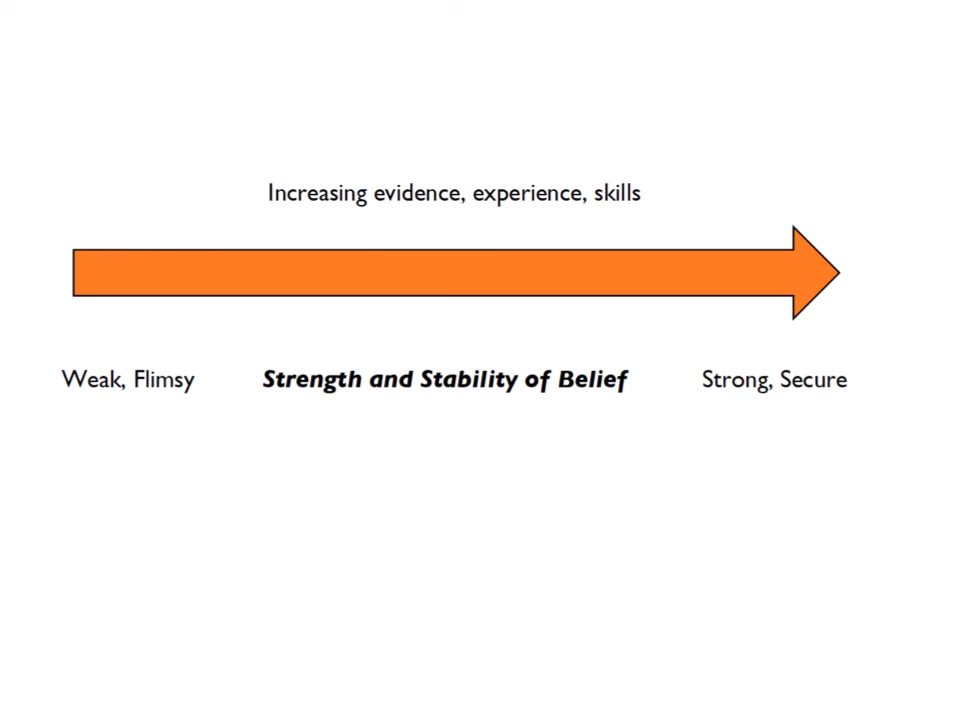 Increasing evidence, experience, skills
Weak, Flimsy Strength and Stability of Belief Strong, Secure